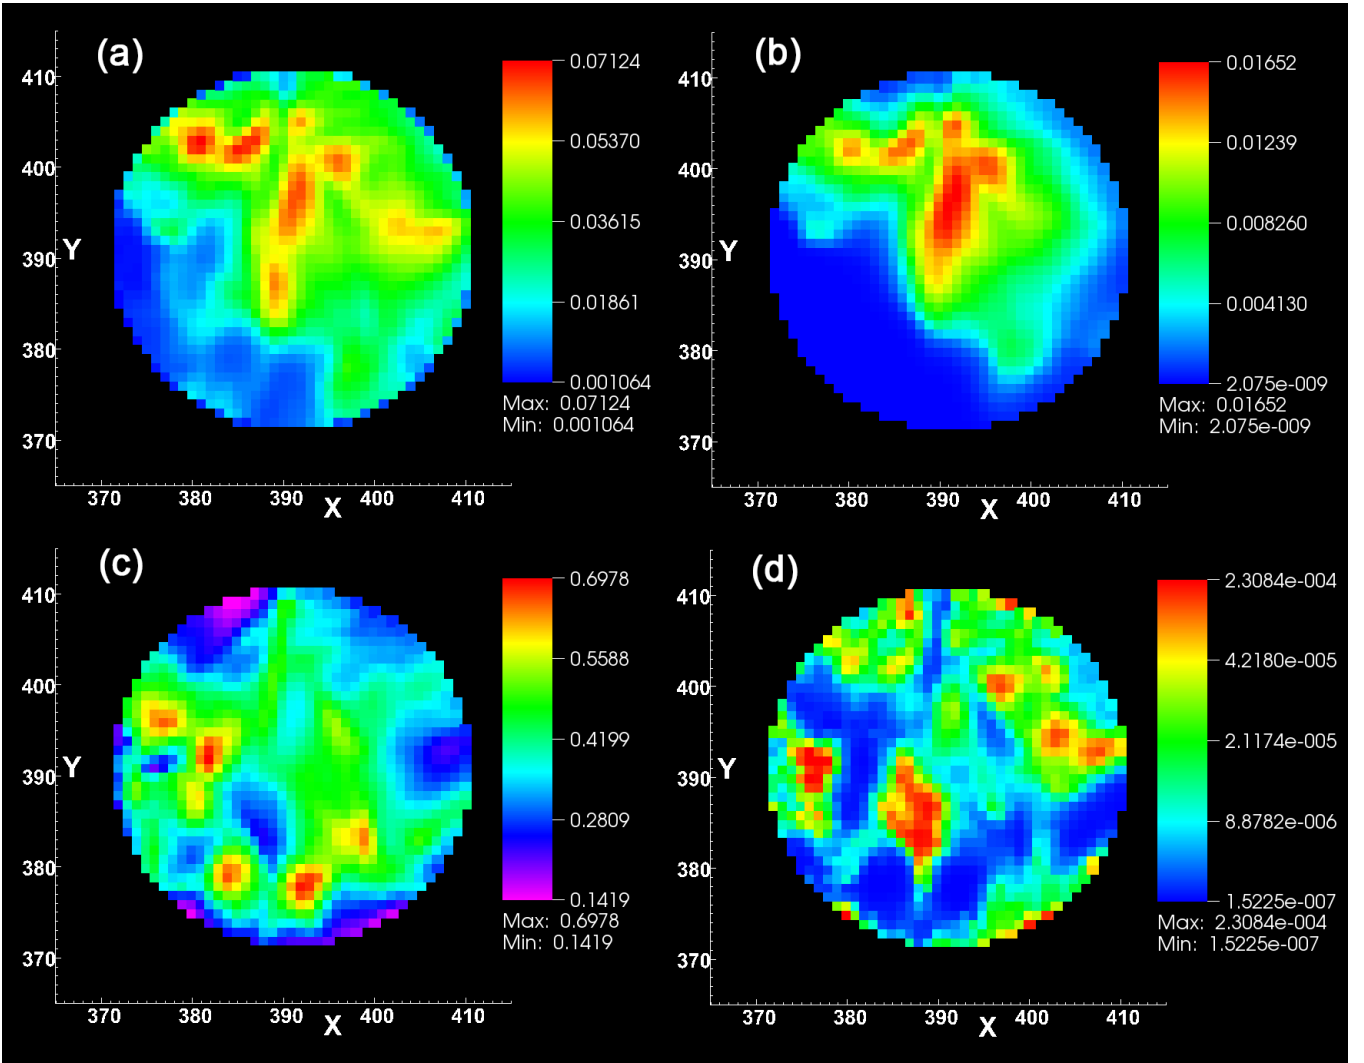 (a)
410
400
Y
390
380
370
370 380 390 400 410
X
0.07124
0.05370
0.03615
0.01861
0.001064
Max: 0.07124
Min: 0.001064
(b)
410
400
Y
390
380
370
370 380 390 400 410
X
0.01652
0.01239
0.008260
0.004130
2.075e-009
Max: 0.01652
Min: 2.075e-009
(c)
410
400
Y
390
380
370
370 380 390 400 410
X
0.6978
0.5588
0.4199
0.2809
0.1419
Max: 0.6978
Min: 0.1419
(d)
410
400
Y
390
380
370
370 380 390 400 410
X
2.3084e-004
4.2180e-005
2.1174e-005
8.8782e-006
1.5225e-007
Max: 2.3084e-004
Min: 1.5225e-007